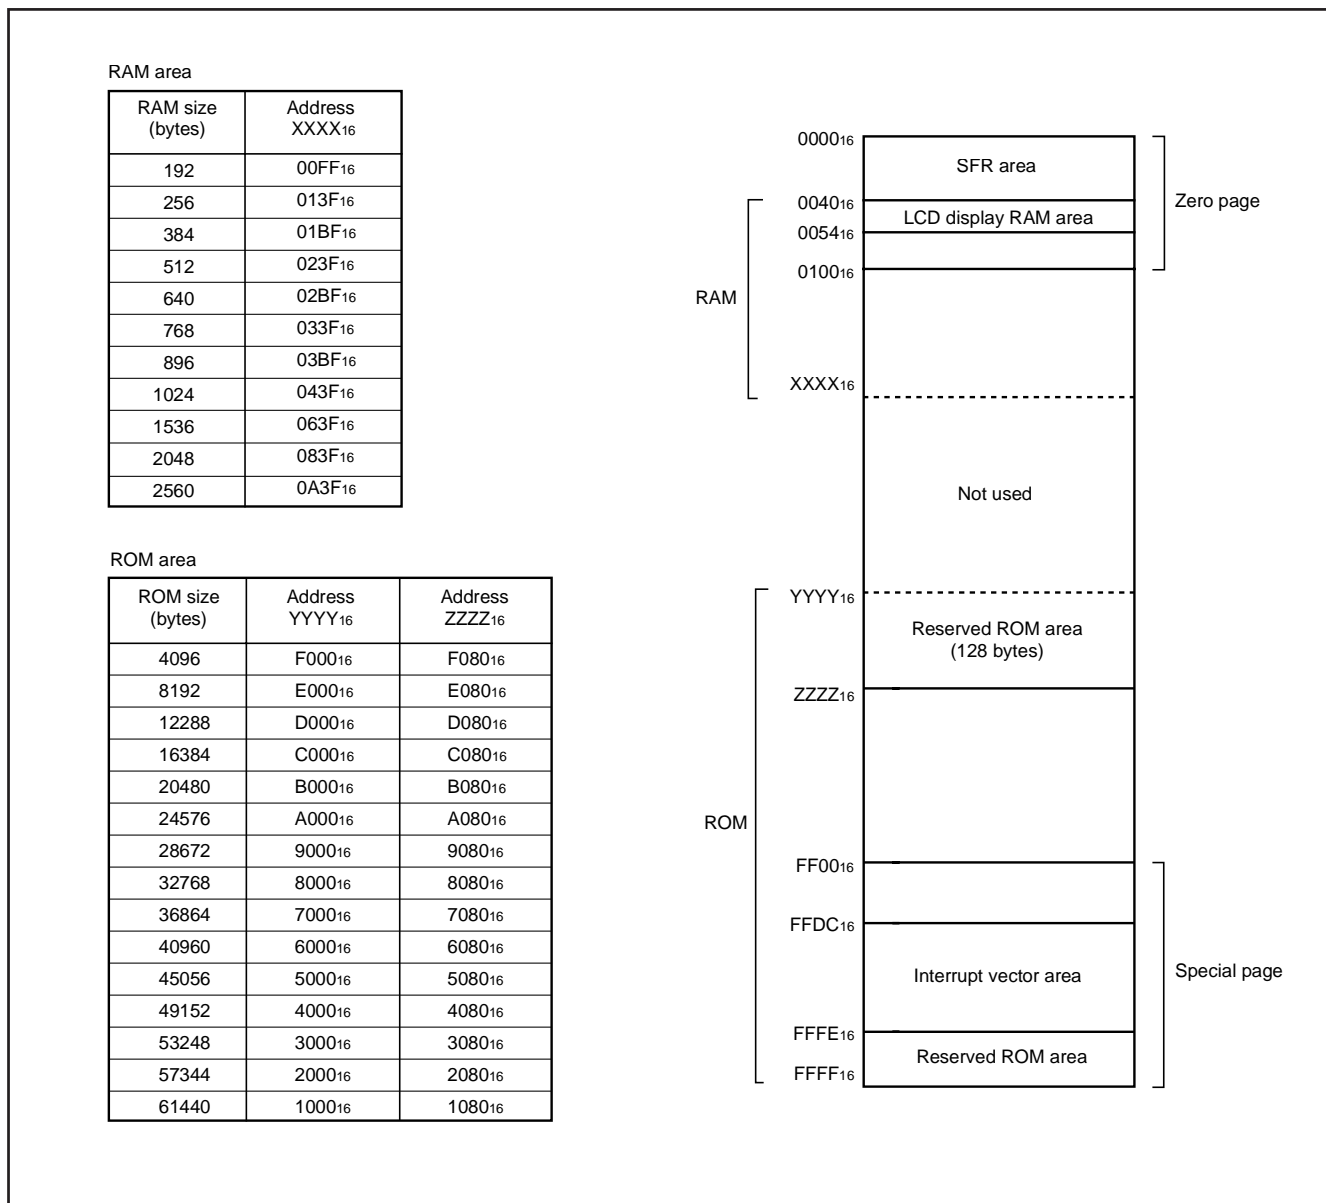 RAM area
RAM size (bytes) Address XXXX16
192 00FF16
256 013F16
384 01BF16
512 023F16
640 02BF16
768 033F16
896 03BF16
1024 043F16
1536 063F16
2048 083F16
2560 0A3F16
ROM area
ROM size (bytes) Address YYYY16 Address ZZZZ16
4096 F00016 F08016
8192 E00016 E08016
12288 D00016 D08016
16384 C00016 C08016
20480 B00016 B08016
24576 A00016 A08016
28672 900016 908016
32768 800016 808016
36864 700016 708016
40960 600016 608016
45056 500016 508016
49152 400016 408016
53248 300016 308016
57344 200016 208016
61440 100016 108016
000016
SFR area
Zero page
004016
LCD display RAM area
005416
010016
RAM
XXXX16
Not used
YYYY16
Reserved ROM area
(128 bytes)
ZZZZ16
ROM
FF0016
FFDC16
Interrupt vector area
Special page
FFFE16
Reserved ROM area
FFFF16